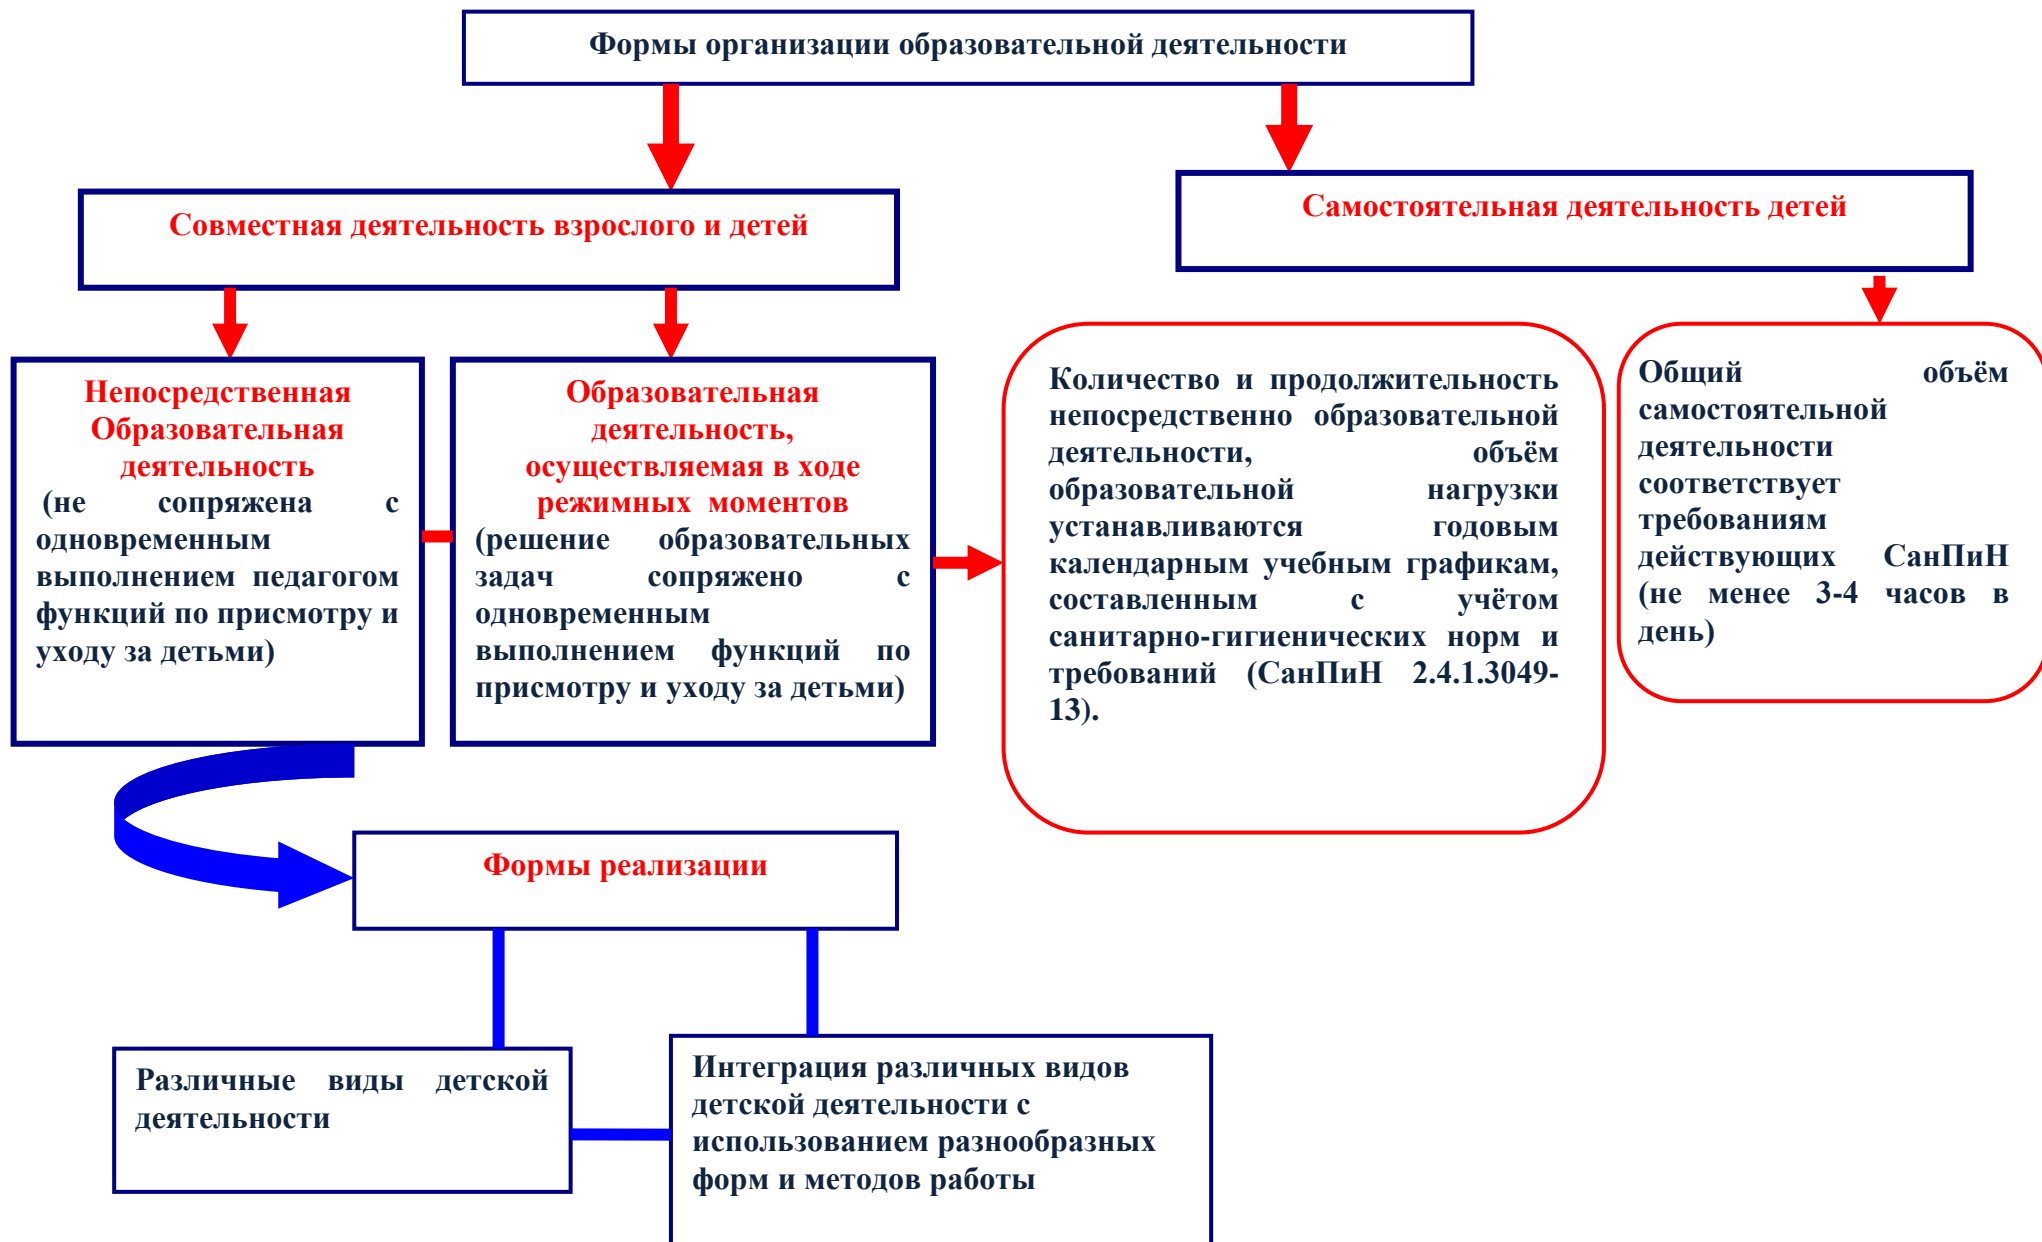 Формы организации образовательной деятельности
Совместная деятельность взрослого и детей
Самостоятельная деятельность детей
Непосредственная
Образовательная
деятельность
(не сопряжена с
одновременным
выполнением педагогом
функций по присмотру и
уходу за детьми)
Образовательная
деятельность,
осуществляемая в ходе
режимных моментов
(решение образовательных
задач сопряжено с
одновременным
выполнением функций по
присмотру и уходу за детьми)
Количество и продолжительность
непосредственно образовательной
деятельности, объём
образовательной нагрузки
устанавливаются годовым
календарным учебным графикам,
составленным с учётом
санитарно-гигиенических норм и
требований (СанПиН 2.4.1.3049-
13).
Общий объём
самостоятельной
деятельности
соответствует
требованиям
действующих СанПиН
(не менее 3-4 часов в
день)
Формы реализации
Различные виды детской
деятельности
Интеграция различных видов
детской деятельности с
использованием разнообразных
форм и методов работы